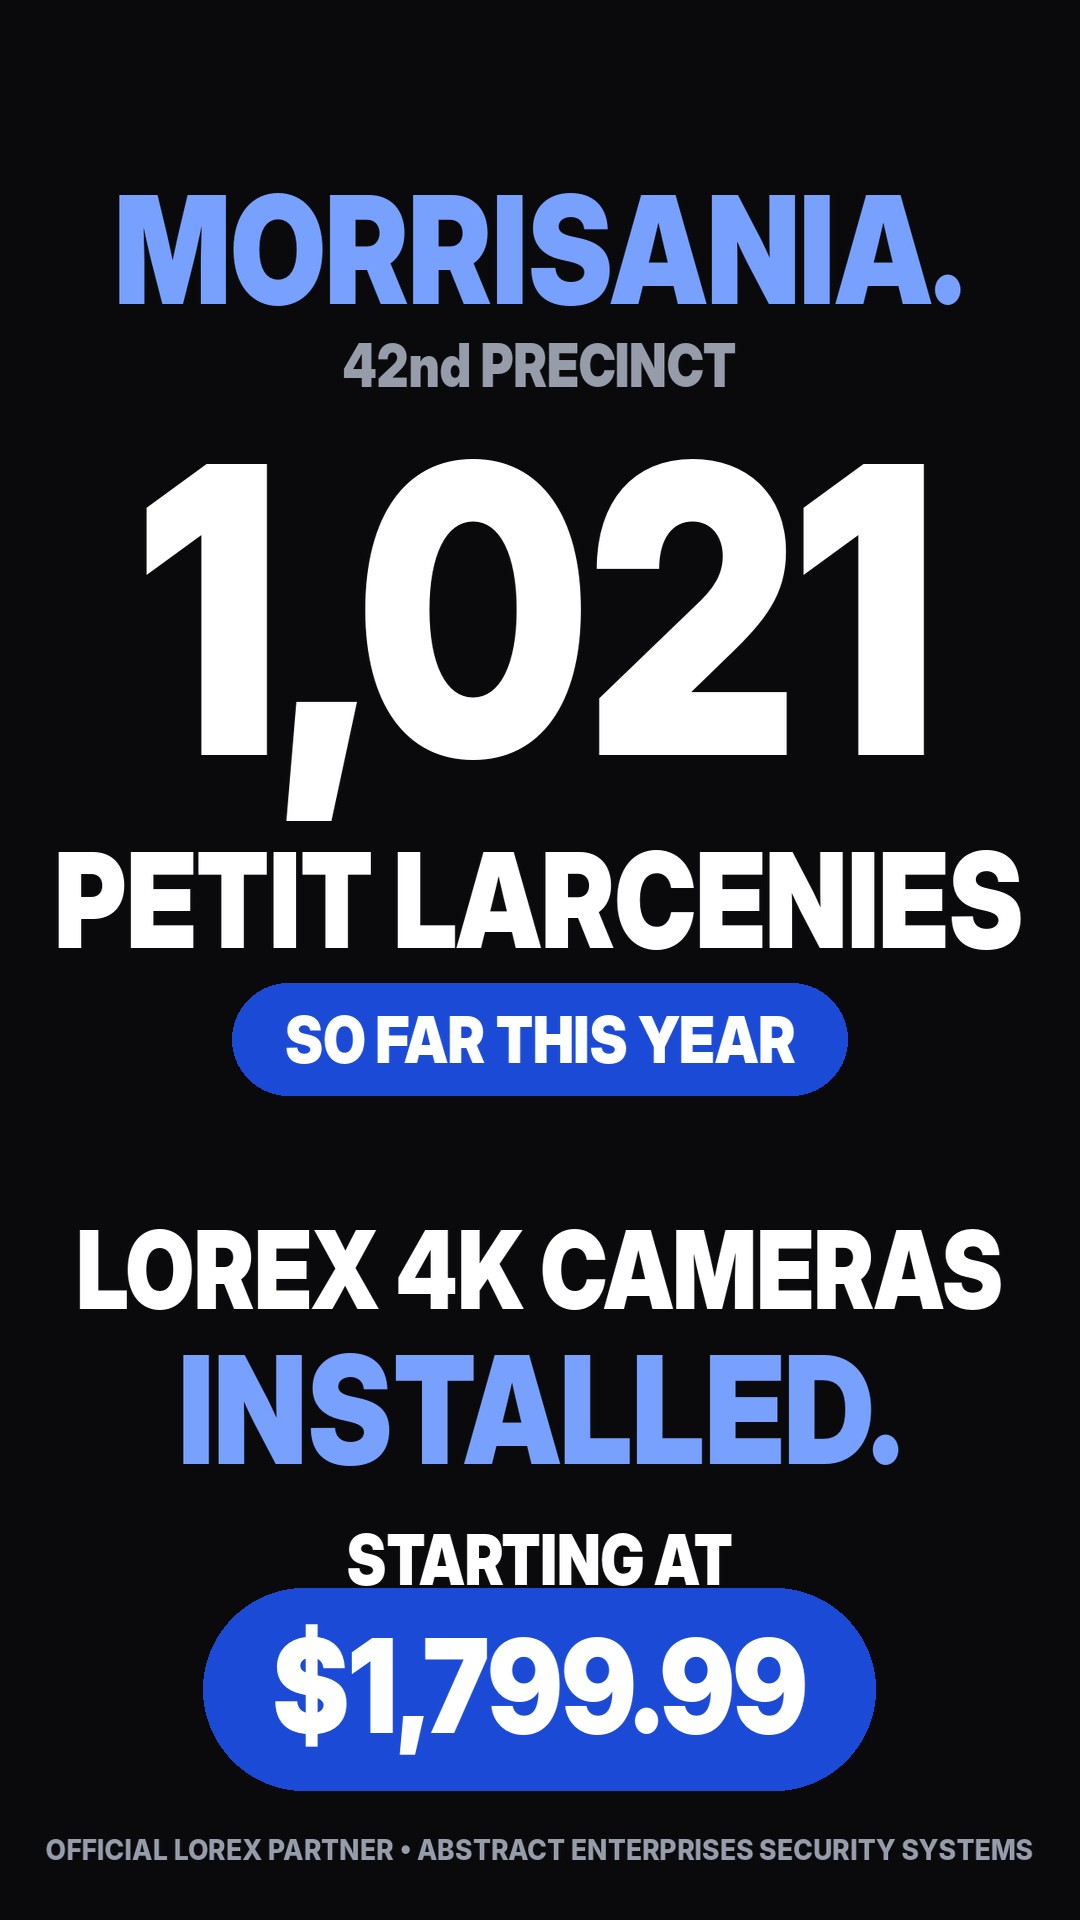 MORRISANIA.
42nd PRECINCT
1,021
PETIT LARCENIES
SO FAR THIS YEAR
LOREX 4K CAMERAS
INSTALLED.
STARTING AT
$1,799.99
OFFICIAL LOREX PARTNER • ABSTRACT ENTERPRISES SECURITY SYSTEMS